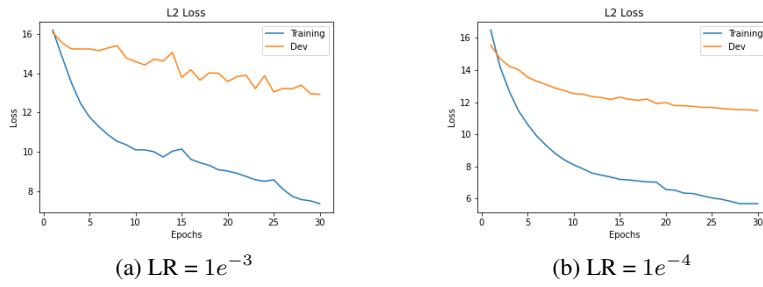 L2 Loss
Training
Dev
16
14
12
10
8
Loss
0
5
10
15
20
25
30
Epochs
(a) LR = 1e⁻³
L2 Loss
Training
Dev
16
14
12
10
8
6
Loss
0
5
10
15
20
25
30
Epochs
(b) LR = 1e⁻⁴